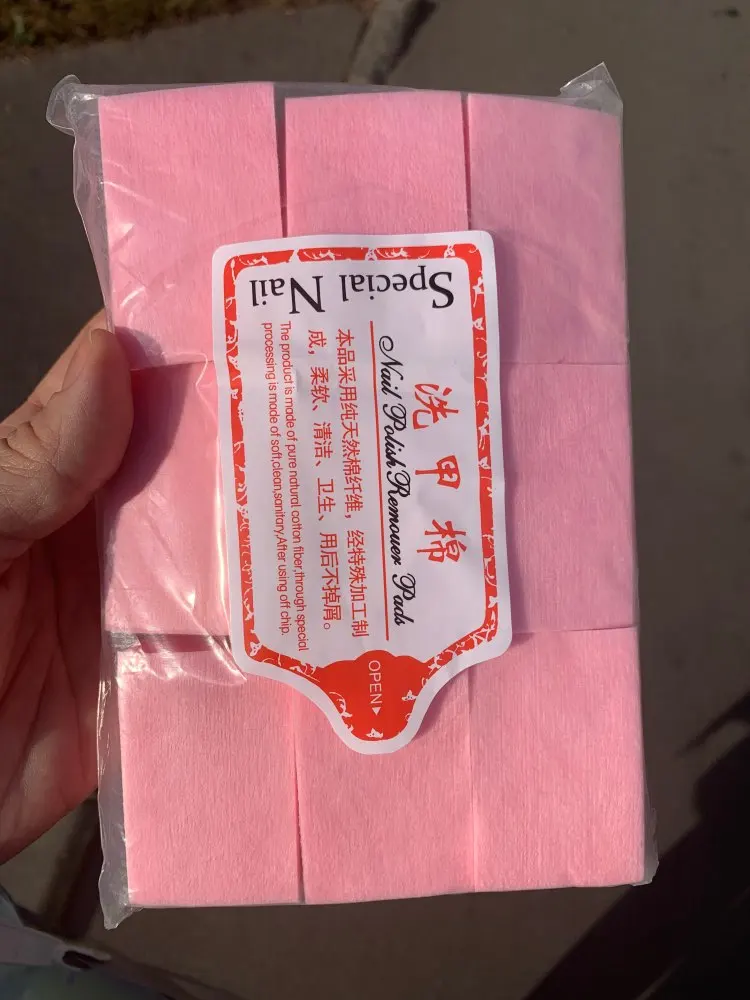 Special Nail
洗甲棉
Nail Polish Remouer Pads
本品采用纯天然棉纤维，经特殊加工制
成，柔软、清洁、卫生、用后不掉屑。
The product is made of pure natural cotton fiber,through special
processing is made of soft,clean,sanitary.After using off chip.
OPEN